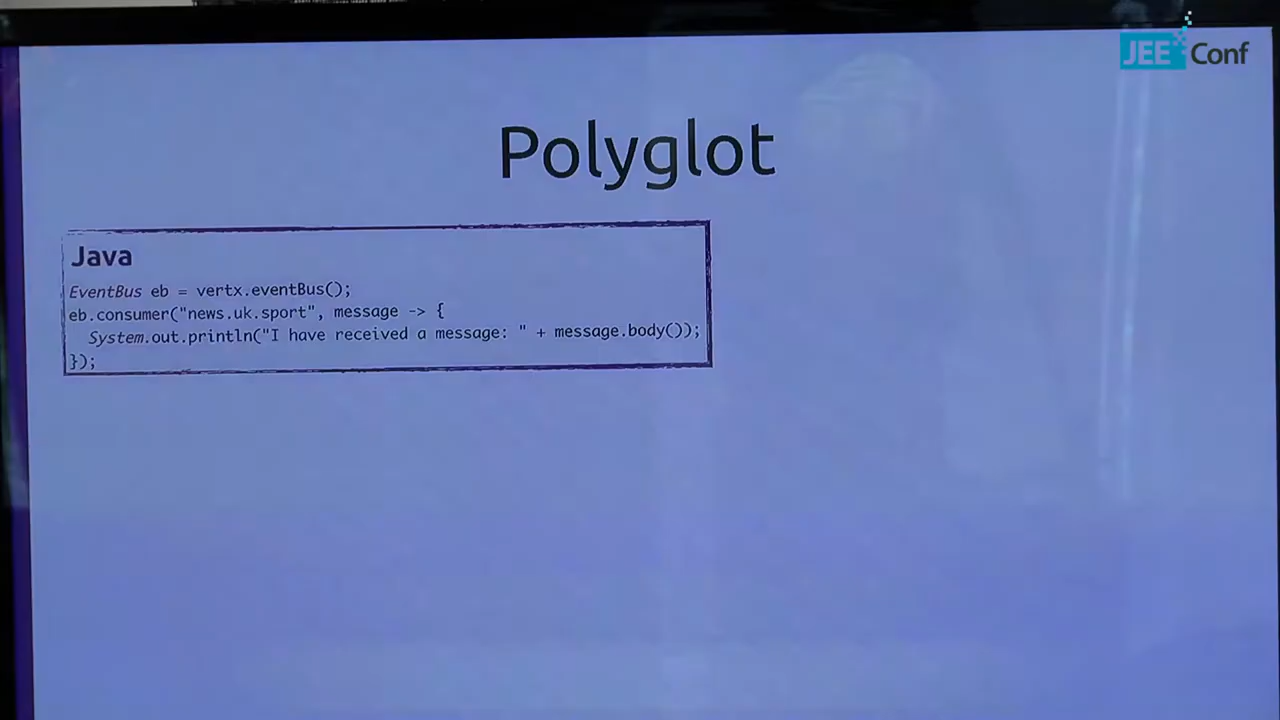 JEE Conf
Polyglot
Java
EventBus eb = vertx.eventBus();
eb.consumer("news.uk.sport", message -> {
  System.out.println("I have received a message: " + message.body());
});